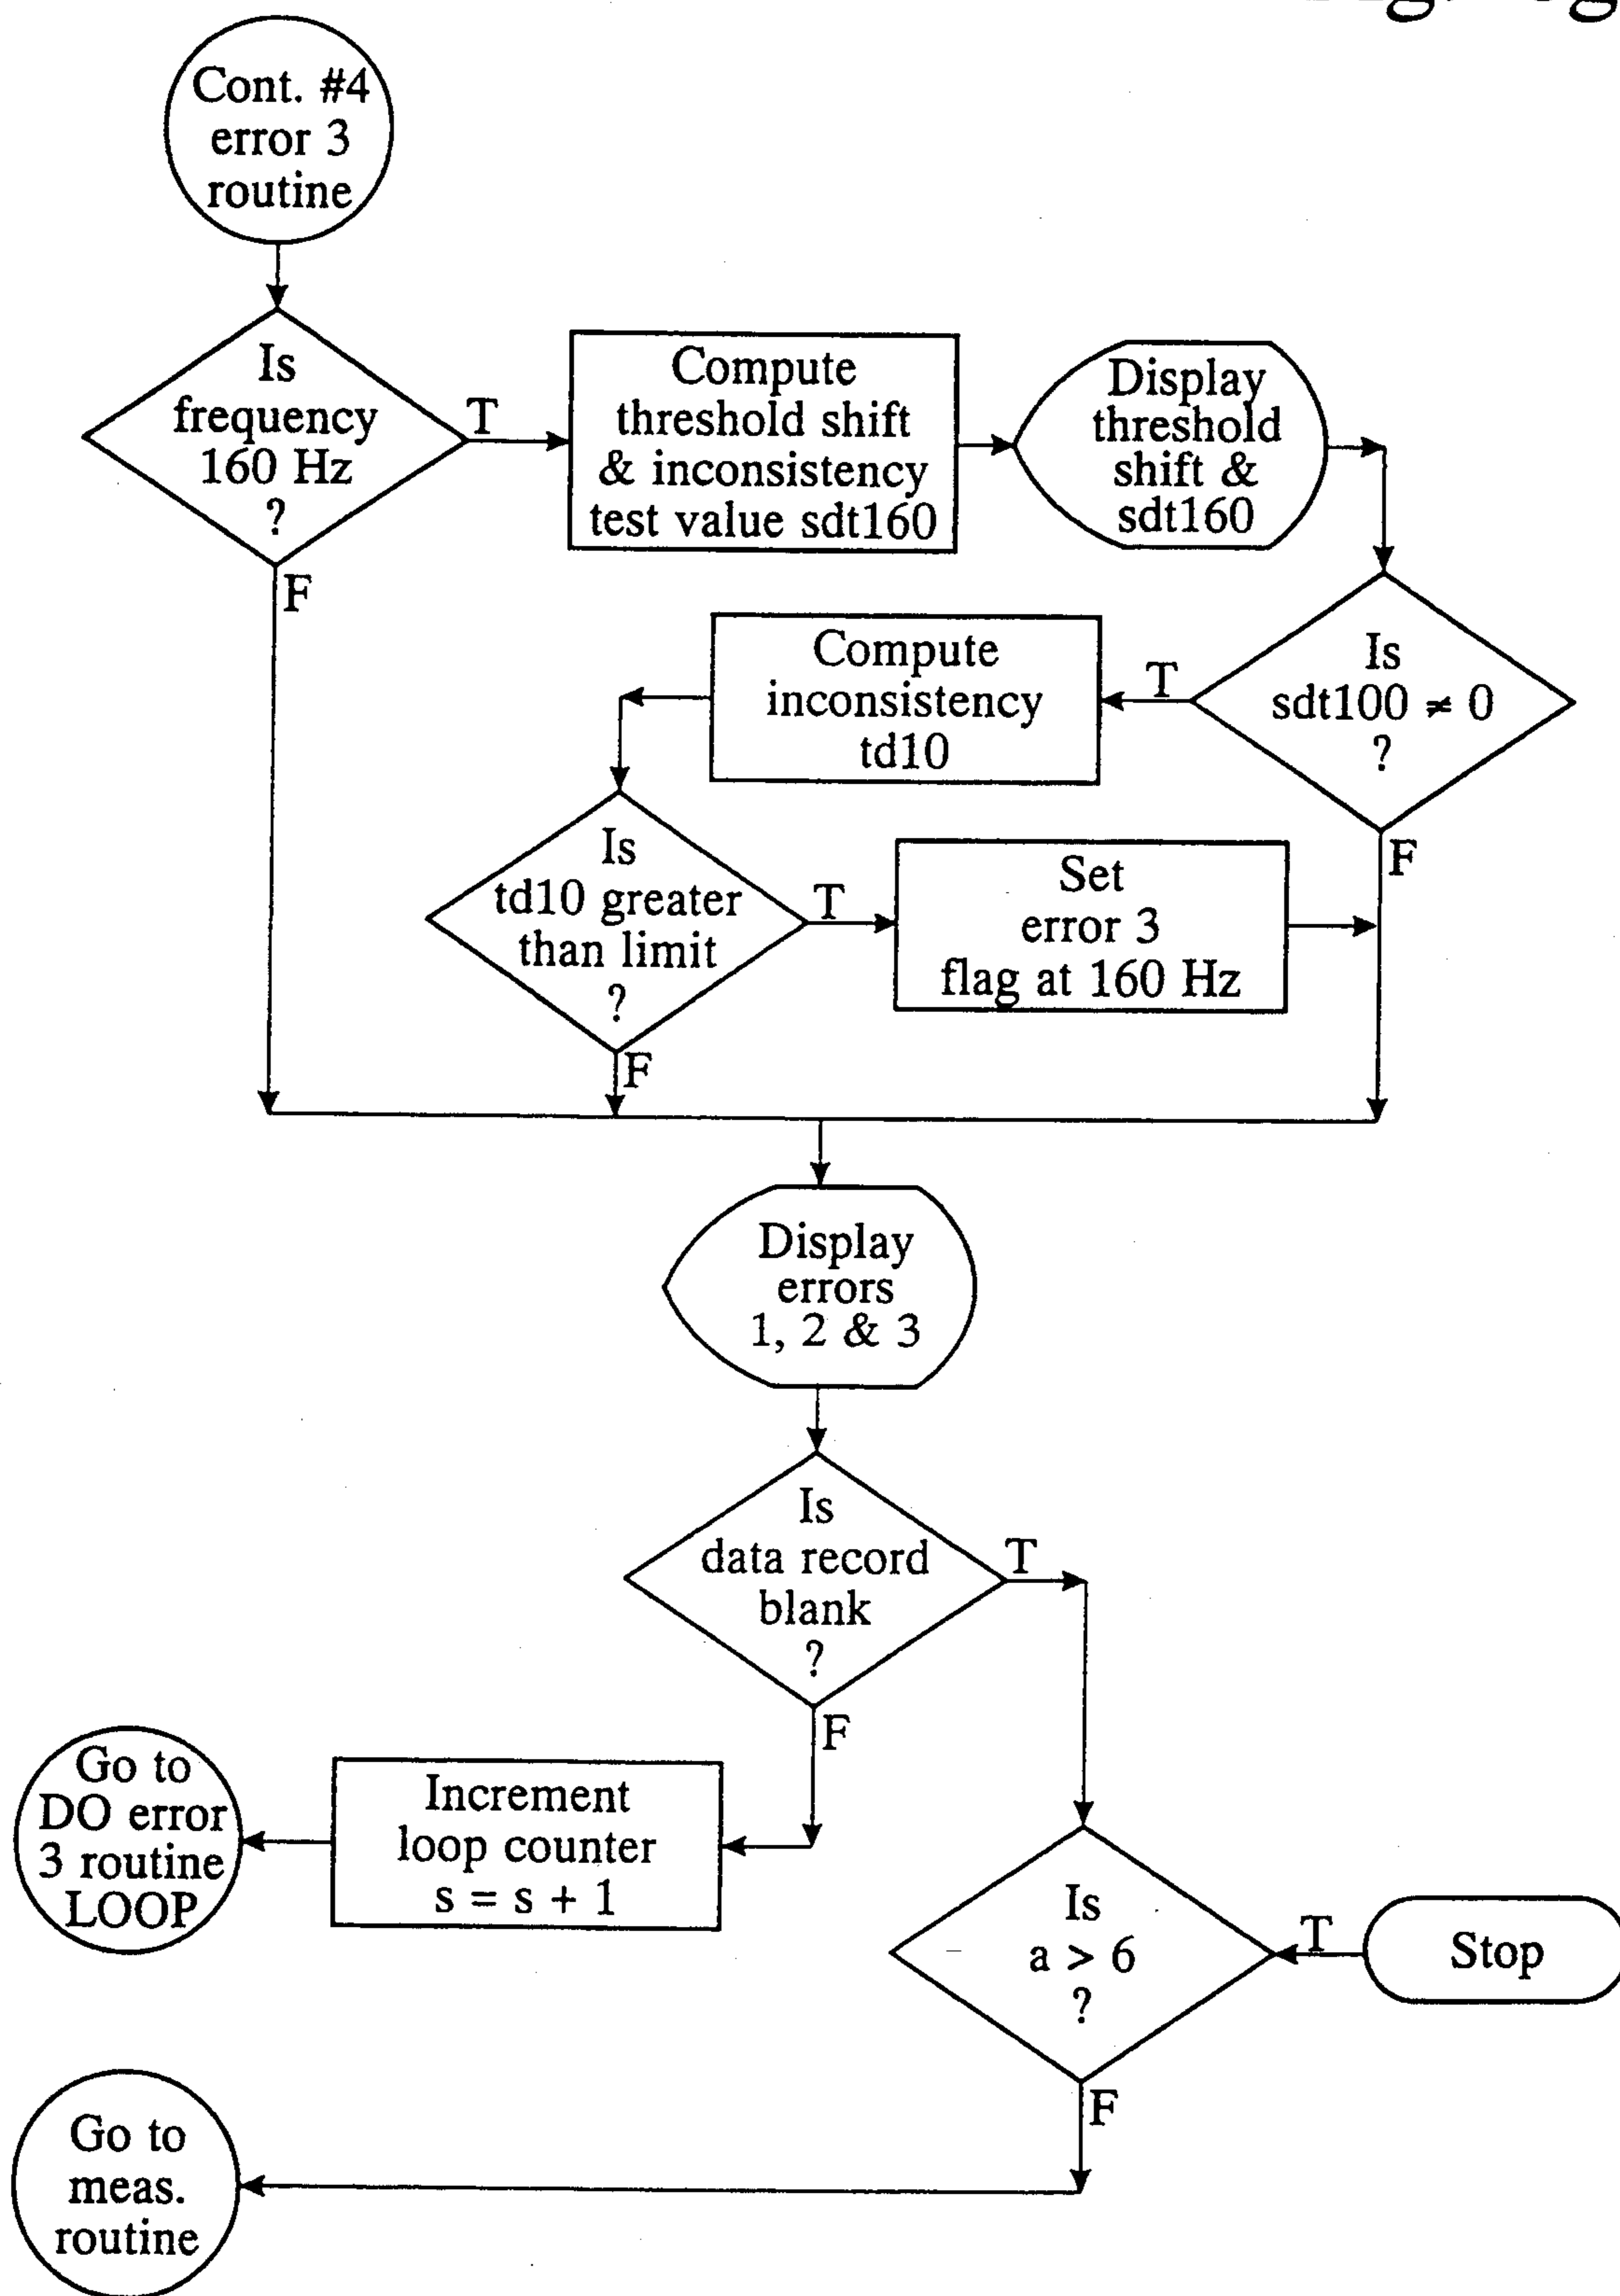 Cont. #4
error 3
routine
Is
frequency
160 Hz
?
T
F
Compute
threshold shift
& inconsistency
test value sdt160
Display
threshold
shift &
sdt160
Is
sdt100 ≠ 0
?
T
F
Compute
inconsistency
td10
Is
td10 greater
than limit
?
T
F
Set
error 3
flag at 160 Hz
Display
errors
1, 2 & 3
Is
data record
blank
?
T
F
Increment
loop counter
s = s + 1
Go to
DO error
3 routine
LOOP
Is
a > 6
?
T
F
Stop
Go to
meas.
routine